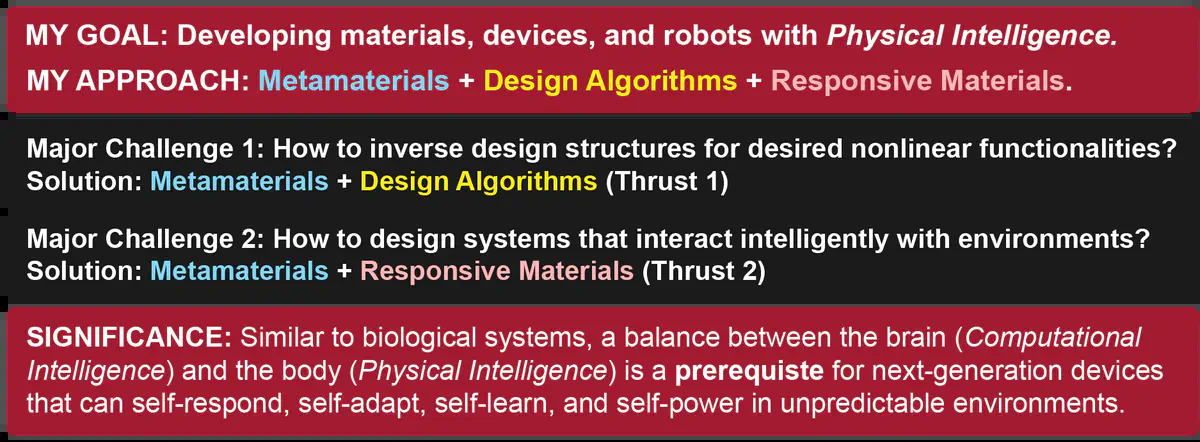 MY GOAL: Developing materials, devices, and robots with Physical Intelligence.
MY APPROACH: Metamaterials + Design Algorithms + Responsive Materials.
Major Challenge 1: How to inverse design structures for desired nonlinear functionalities?
Solution: Metamaterials + Design Algorithms (Thrust 1)
Major Challenge 2: How to design systems that interact intelligently with environments?
Solution: Metamaterials + Responsive Materials (Thrust 2)
SIGNIFICANCE: Similar to biological systems, a balance between the brain (Computational
Intelligence) and the body (Physical Intelligence) is a prerequiste for next-generation devices
that can self-respond, self-adapt, self-learn, and self-power in unpredictable environments.